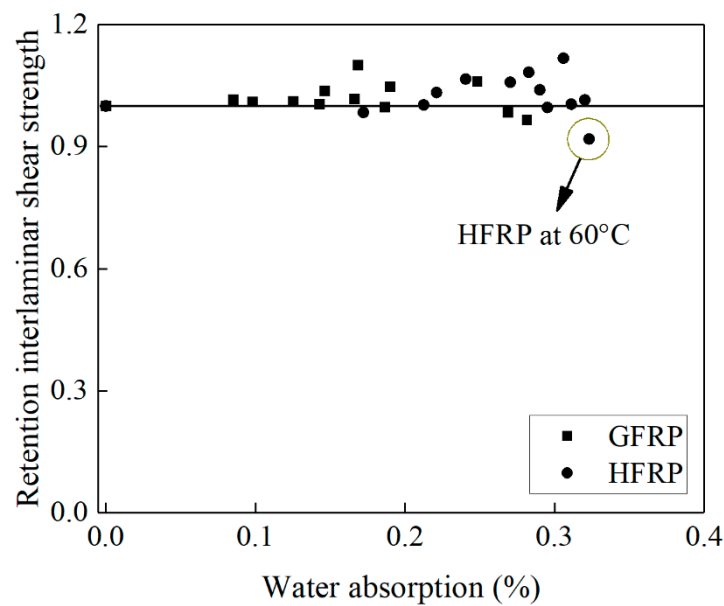 1.2
0.9
0.6
0.3
0.0
Retention interlaminar shear strength
HFRP at 60°C
GFRP
HFRP
0.0 0.1 0.2 0.3 0.4
Water absorption (%)